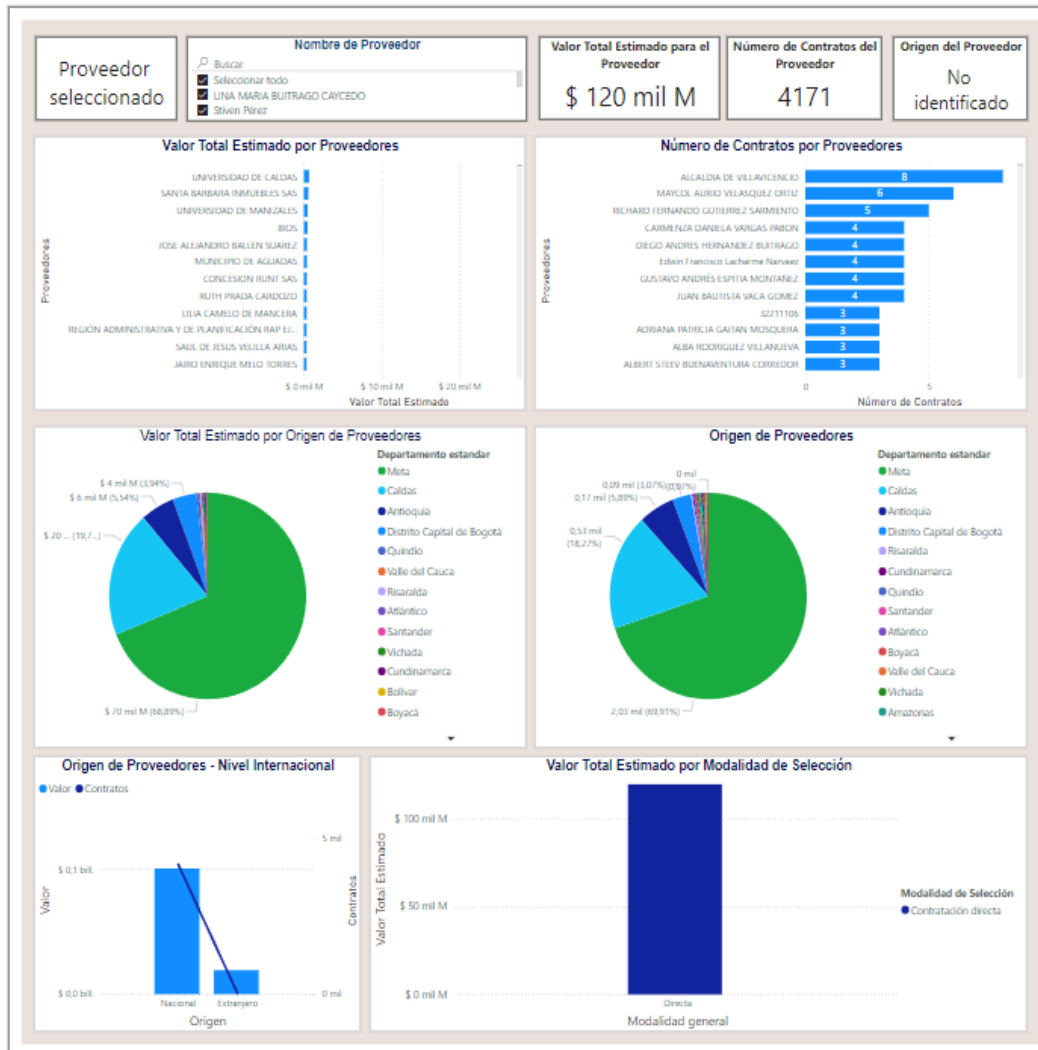 Proveedor
seleccionado
Nombre de Proveedor
Buscar
Seleccionar todo
LINA MARIA BUITRAGO CAYCEDO
Stiven Pérez
Valor Total Estimado para el
Proveedor
$ 120 mil M
Número de Contratos del
Proveedor
4171
Origen del Proveedor
No
identificado
Valor Total Estimado por Proveedores
Proveedores
UNIVERSIDAD DE CALDAS
SANTA BARBARA INMUEBLES SAS
UNIVERSIDAD DE MANIZALES
BIOS
JOSE ALEJANDRO BALLEN SUAREZ
MUNICIPIO DE AGUADAS
CONCESION RUNT SAS
RUTH PRADA CARDOZO
LILIA CAMELO DE MANCERA
REGIÓN ADMINISTRATIVA Y DE PLANIFICACIÓN RAP EJ...
SAUL DE JESUS VELILLA ARIAS
JAIRO ENRIQUE MELO TORRES
$ 0 mil M $ 10 mil M $ 20 mil M
Valor Total Estimado
Número de Contratos por Proveedores
Proveedores
ALCALDIA DE VILLAVICENCIO 8
MAYCOL AURIO VELASQUEZ ORTIZ 6
RICHARD FERNANDO GUTIERREZ SARMIENTO 5
CARMENZA DANIELA VARGAS PABON 4
DIEGO ANDRES HERNANDEZ BUITRAGO 4
Edwin Francisco Lacharme Narvaez 4
GUSTAVO ANDRÉS ESPITIA MONTAÑEZ 4
JUAN BAUTISTA VACA GOMEZ 4
32211106 3
ADRIANA PATRICIA GAITAN MOSQUERA 3
ALBA RODRIGUEZ VILLANUEVA 3
ALBERT STEEV BUENAVENTURA CORREDOR 3
0 5
Número de Contratos
Valor Total Estimado por Origen de Proveedores
$ 4 mil M (3,94%)
$ 6 mil M (5,54%)
$ 20 ... (19,7...)
$ 70 mil M (68,89%)
Departamento estandar
Meta
Caldas
Antioquia
Distrito Capital de Bogotá
Quindío
Valle del Cauca
Risaralda
Atlántico
Santander
Vichada
Cundinamarca
Bolívar
Boyacá
Origen de Proveedores
0 mil
0,09 mil (3,07%)
0,17 mil (5,89%)
0,53 mil
(18,27%)
2,03 mil (69,91%)
Departamento estandar
Meta
Caldas
Antioquia
Distrito Capital de Bogotá
Risaralda
Cundinamarca
Quindío
Santander
Atlántico
Boyacá
Valle del Cauca
Vichada
Amazonas
Origen de Proveedores - Nivel Internacional
Valor Contratos
Valor
$ 0,1 bill.
$ 0,0 bill.
5 mil
0 mil
Contratos
Nacional Extranjero
Origen
Valor Total Estimado por Modalidad de Selección
Valor Total Estimado
$ 100 mil M
$ 50 mil M
$ 0 mil M
Directa
Modalidad general
Modalidad de Selección
Contratación directa